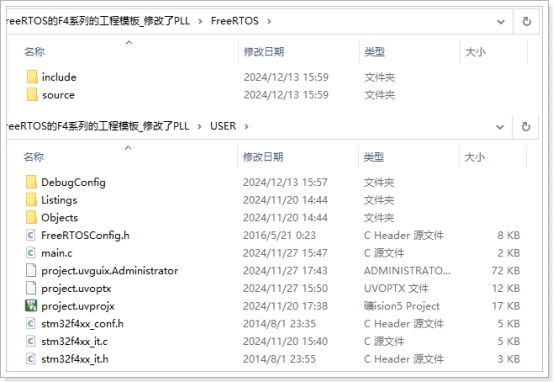 reeRTOS的F4系列的工程模板_修改了PLL > FreeRTOS
名称 修改日期 类型 大小
include 2024/12/13 15:59 文件夹
source 2024/12/13 15:59 文件夹
reeRTOS的F4系列的工程模板_修改了PLL > USER
名称 修改日期 类型 大小
DebugConfig 2024/12/13 15:57 文件夹
Listings 2024/11/20 14:44 文件夹
Objects 2024/11/20 14:44 文件夹
FreeRTOSConfig.h 2016/5/21 0:23 C Header 源文件 8 KB
main.c 2024/11/27 15:47 C 源文件 2 KB
project.uvguix.Administrator 2024/11/27 17:43 ADMINISTRATO... 72 KB
project.uvoptx 2024/11/27 15:50 UVOPTX 文件 12 KB
project.uvprojx 2024/11/20 17:38 礦ision5 Project 17 KB
stm32f4xx_conf.h 2014/8/1 23:35 C Header 源文件 5 KB
stm32f4xx_it.c 2024/11/20 15:40 C 源文件 5 KB
stm32f4xx_it.h 2014/8/1 23:55 C Header 源文件 3 KB